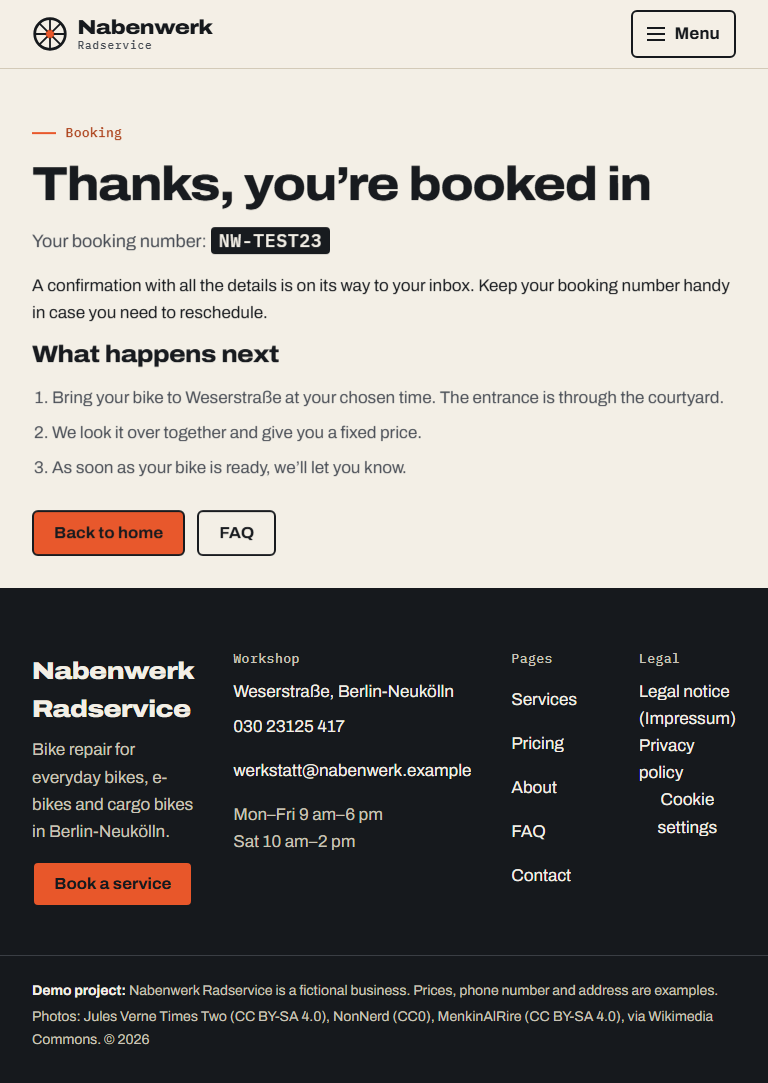 Nabenwerk
Radservice
Menu
Booking
Thanks, you’re booked in
Your booking number: NW-TEST23
A confirmation with all the details is on its way to your inbox. Keep your booking number handy
in case you need to reschedule.
What happens next
1. Bring your bike to Weserstraße at your chosen time. The entrance is through the courtyard.
2. We look it over together and give you a fixed price.
3. As soon as your bike is ready, we’ll let you know.
Back to home
FAQ
Nabenwerk
Radservice
Bike repair for
everyday bikes, e-
bikes and cargo bikes
in Berlin-Neukölln.
Book a service
Workshop
Weserstraße, Berlin-Neukölln
030 23125 417
werkstatt@nabenwerk.example
Mon–Fri 9 am–6 pm
Sat 10 am–2 pm
Pages
Services
Pricing
About
FAQ
Contact
Legal
Legal notice
(Impressum)
Privacy
policy
Cookie
settings
Demo project: Nabenwerk Radservice is a fictional business. Prices, phone number and address are examples.
Photos: Jules Verne Times Two (CC BY-SA 4.0), NonNerd (CC0), MenkinAlRire (CC BY-SA 4.0), via Wikimedia
Commons. © 2026